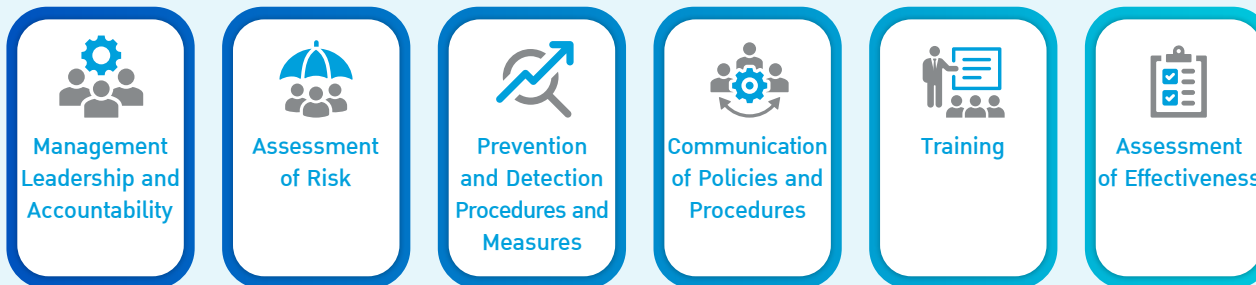 Management
Leadership and
Accountability
Assessment
of Risk
Prevention
and Detection
Procedures and
Measures
Communication
of Policies and
Procedures
Training
Assessment
of Effectiveness